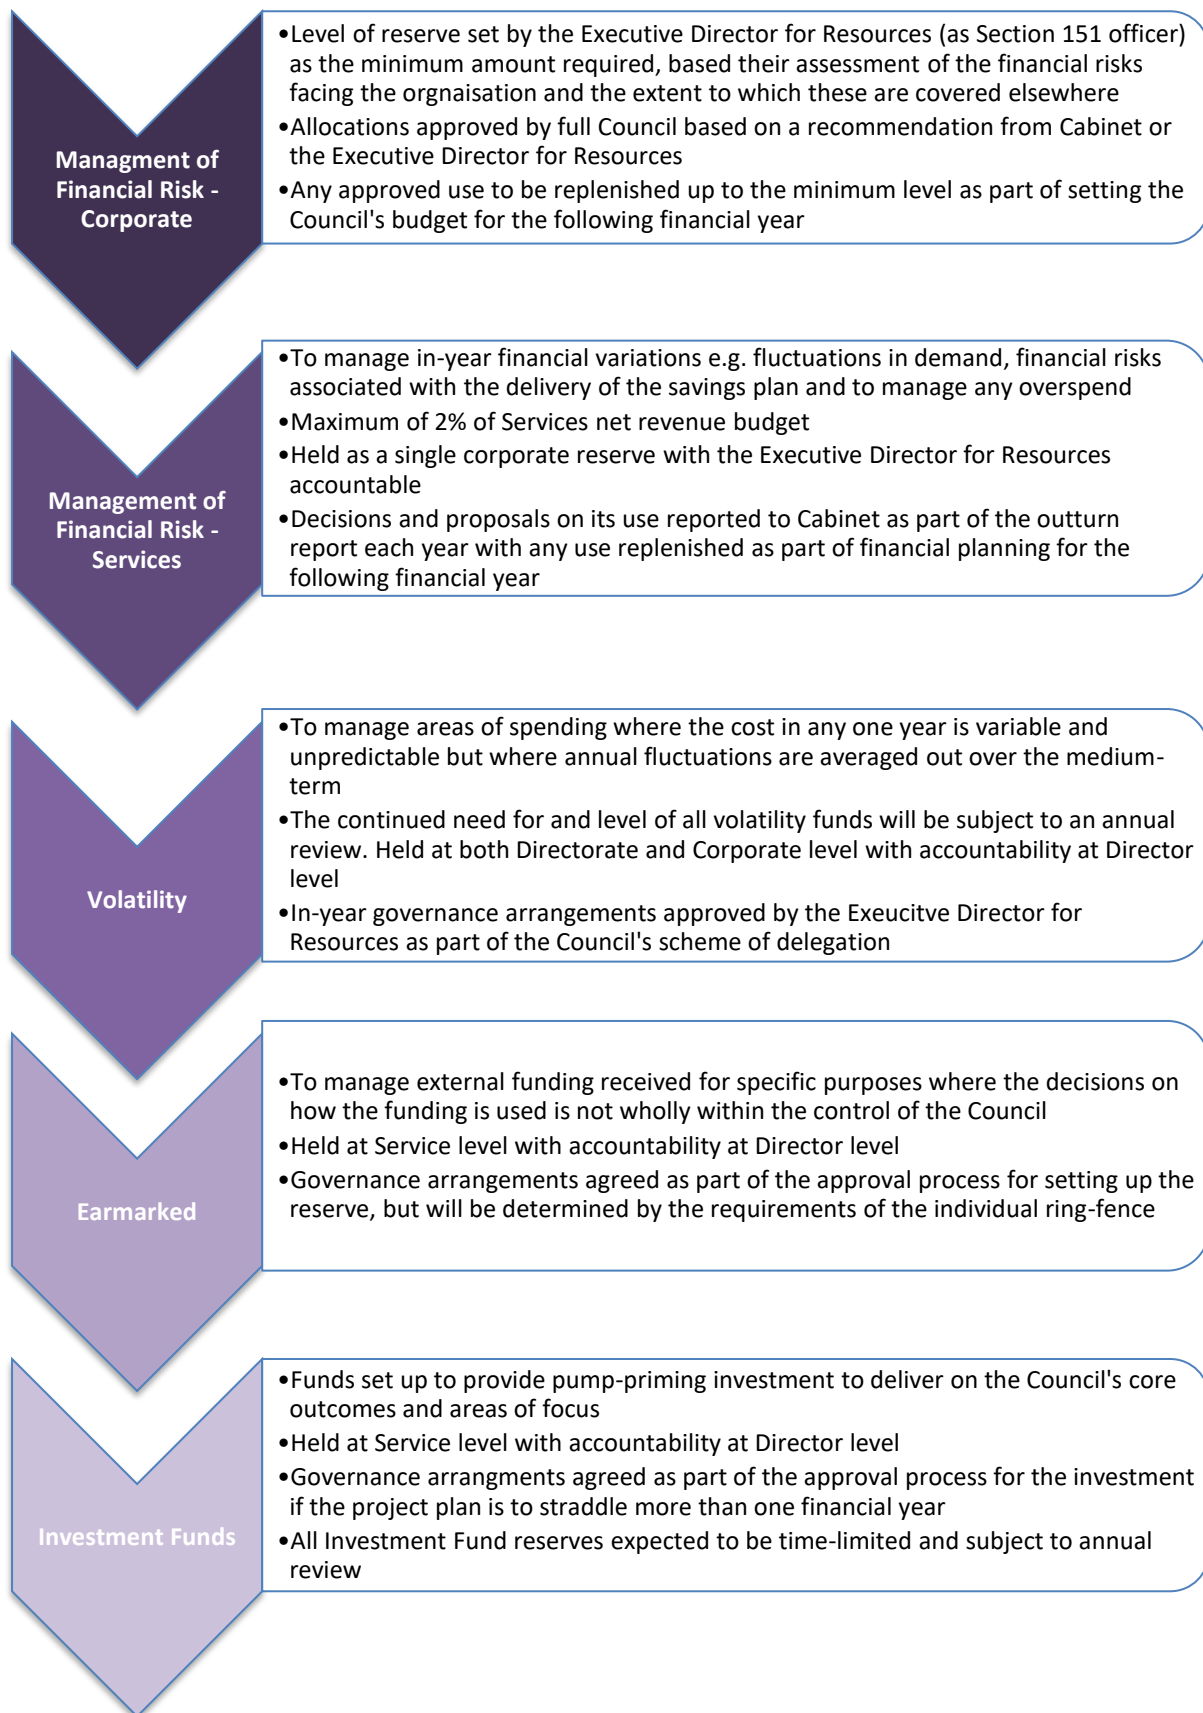 Managment of
Financial Risk -
Corporate
•Level of reserve set by the Executive Director for Resources (as Section 151 officer)
as the minimum amount required, based their assessment of the financial risks
facing the orgnaisation and the extent to which these are covered elsewhere
•Allocations approved by full Council based on a recommendation from Cabinet or
the Executive Director for Resources
•Any approved use to be replenished up to the minimum level as part of setting the
Council's budget for the following financial year
Management of
Financial Risk -
Services
•To manage in-year financial variations e.g. fluctuations in demand, financial risks
associated with the delivery of the savings plan and to manage any overspend
•Maximum of 2% of Services net revenue budget
•Held as a single corporate reserve with the Executive Director for Resources
accountable
•Decisions and proposals on its use reported to Cabinet as part of the outturn
report each year with any use replenished as part of financial planning for the
following financial year
Volatility
•To manage areas of spending where the cost in any one year is variable and
unpredictable but where annual fluctuations are averaged out over the medium-
term
•The continued need for and level of all volatility funds will be subject to an annual
review. Held at both Directorate and Corporate level with accountability at Director
level
•In-year governance arrangements approved by the Exeucitve Director for
Resources as part of the Council's scheme of delegation
Earmarked
•To manage external funding received for specific purposes where the decisions on
how the funding is used is not wholly within the control of the Council
•Held at Service level with accountability at Director level
•Governance arrangements agreed as part of the approval process for setting up the
reserve, but will be determined by the requirements of the individual ring-fence
Investment Funds
•Funds set up to provide pump-priming investment to deliver on the Council's core
outcomes and areas of focus
•Held at Service level with accountability at Director level
•Governance arrangments agreed as part of the approval process for the investment
if the project plan is to straddle more than one financial year
•All Investment Fund reserves expected to be time-limited and subject to annual
review